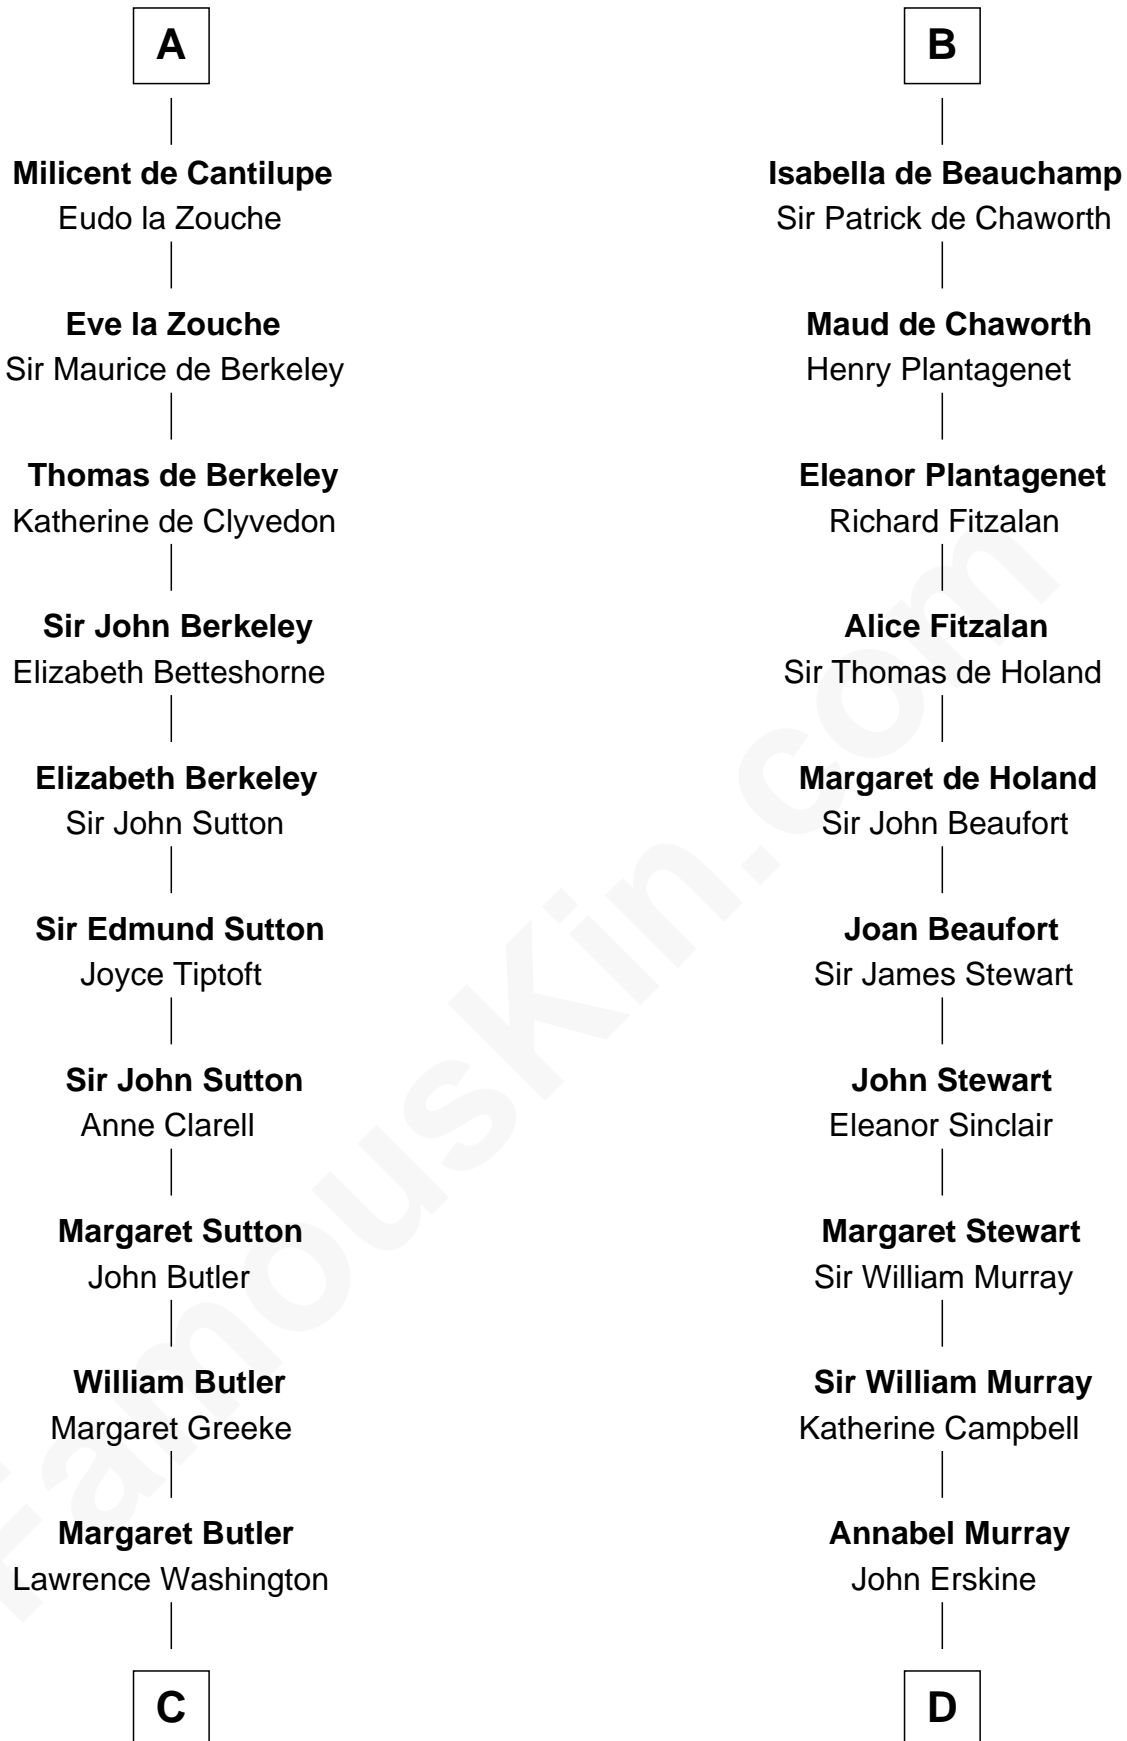 A
Milicent de Cantilupe
Eudo la Zouche
Eve la Zouche
Sir Maurice de Berkeley
Thomas de Berkeley
Katherine de Clyvedon
Sir John Berkeley
Elizabeth Betteshorne
Elizabeth Berkeley
Sir John Sutton
Sir Edmund Sutton
Joyce Tiptoft
Sir John Sutton
Anne Clarell
Margaret Sutton
John Butler
William Butler
Margaret Greeke
Margaret Butler
Lawrence Washington
C
B
Isabella de Beauchamp
Sir Patrick de Chaworth
Maud de Chaworth
Henry Plantagenet
Eleanor Plantagenet
Richard Fitzalan
Alice Fitzalan
Sir Thomas de Holand
Margaret de Holand
Sir John Beaufort
Joan Beaufort
Sir James Stewart
John Stewart
Eleanor Sinclair
Margaret Stewart
Sir William Murray
Sir William Murray
Katherine Campbell
Annabel Murray
John Erskine
D
FamousKin.com